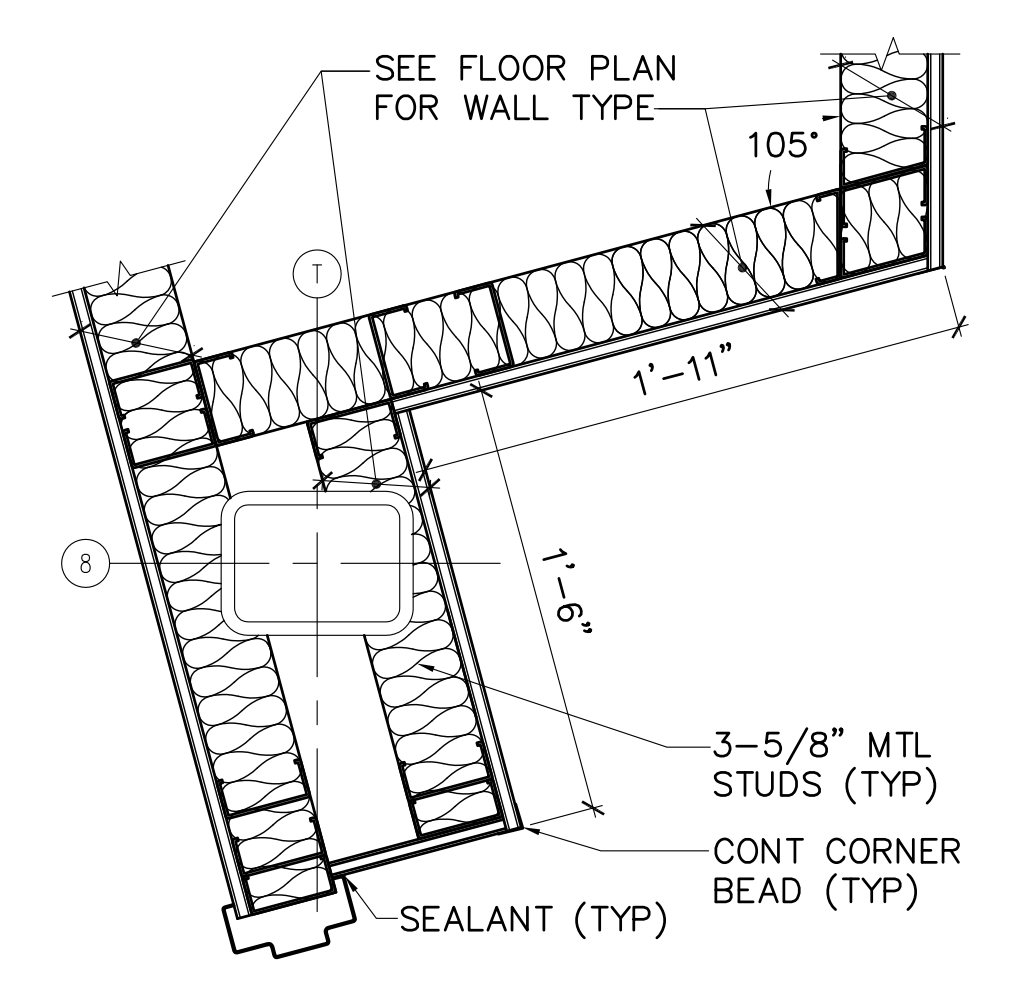 SEE FLOOR PLAN
FOR WALL TYPE
105°
T
1'-11"
8
1'-6"
3-5/8" MTL
STUDS (TYP)
CONT CORNER
BEAD (TYP)
SEALANT (TYP)